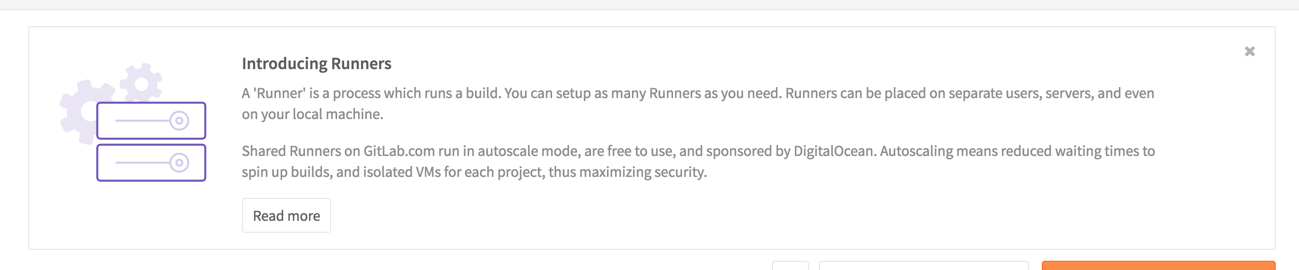 Introducing Runners
A 'Runner' is a process which runs a build. You can setup as many Runners as you need. Runners can be placed on separate users, servers, and even
on your local machine.
Shared Runners on GitLab.com run in autoscale mode, are free to use, and sponsored by DigitalOcean. Autoscaling means reduced waiting times to
spin up builds, and isolated VMs for each project, thus maximizing security.
Read more